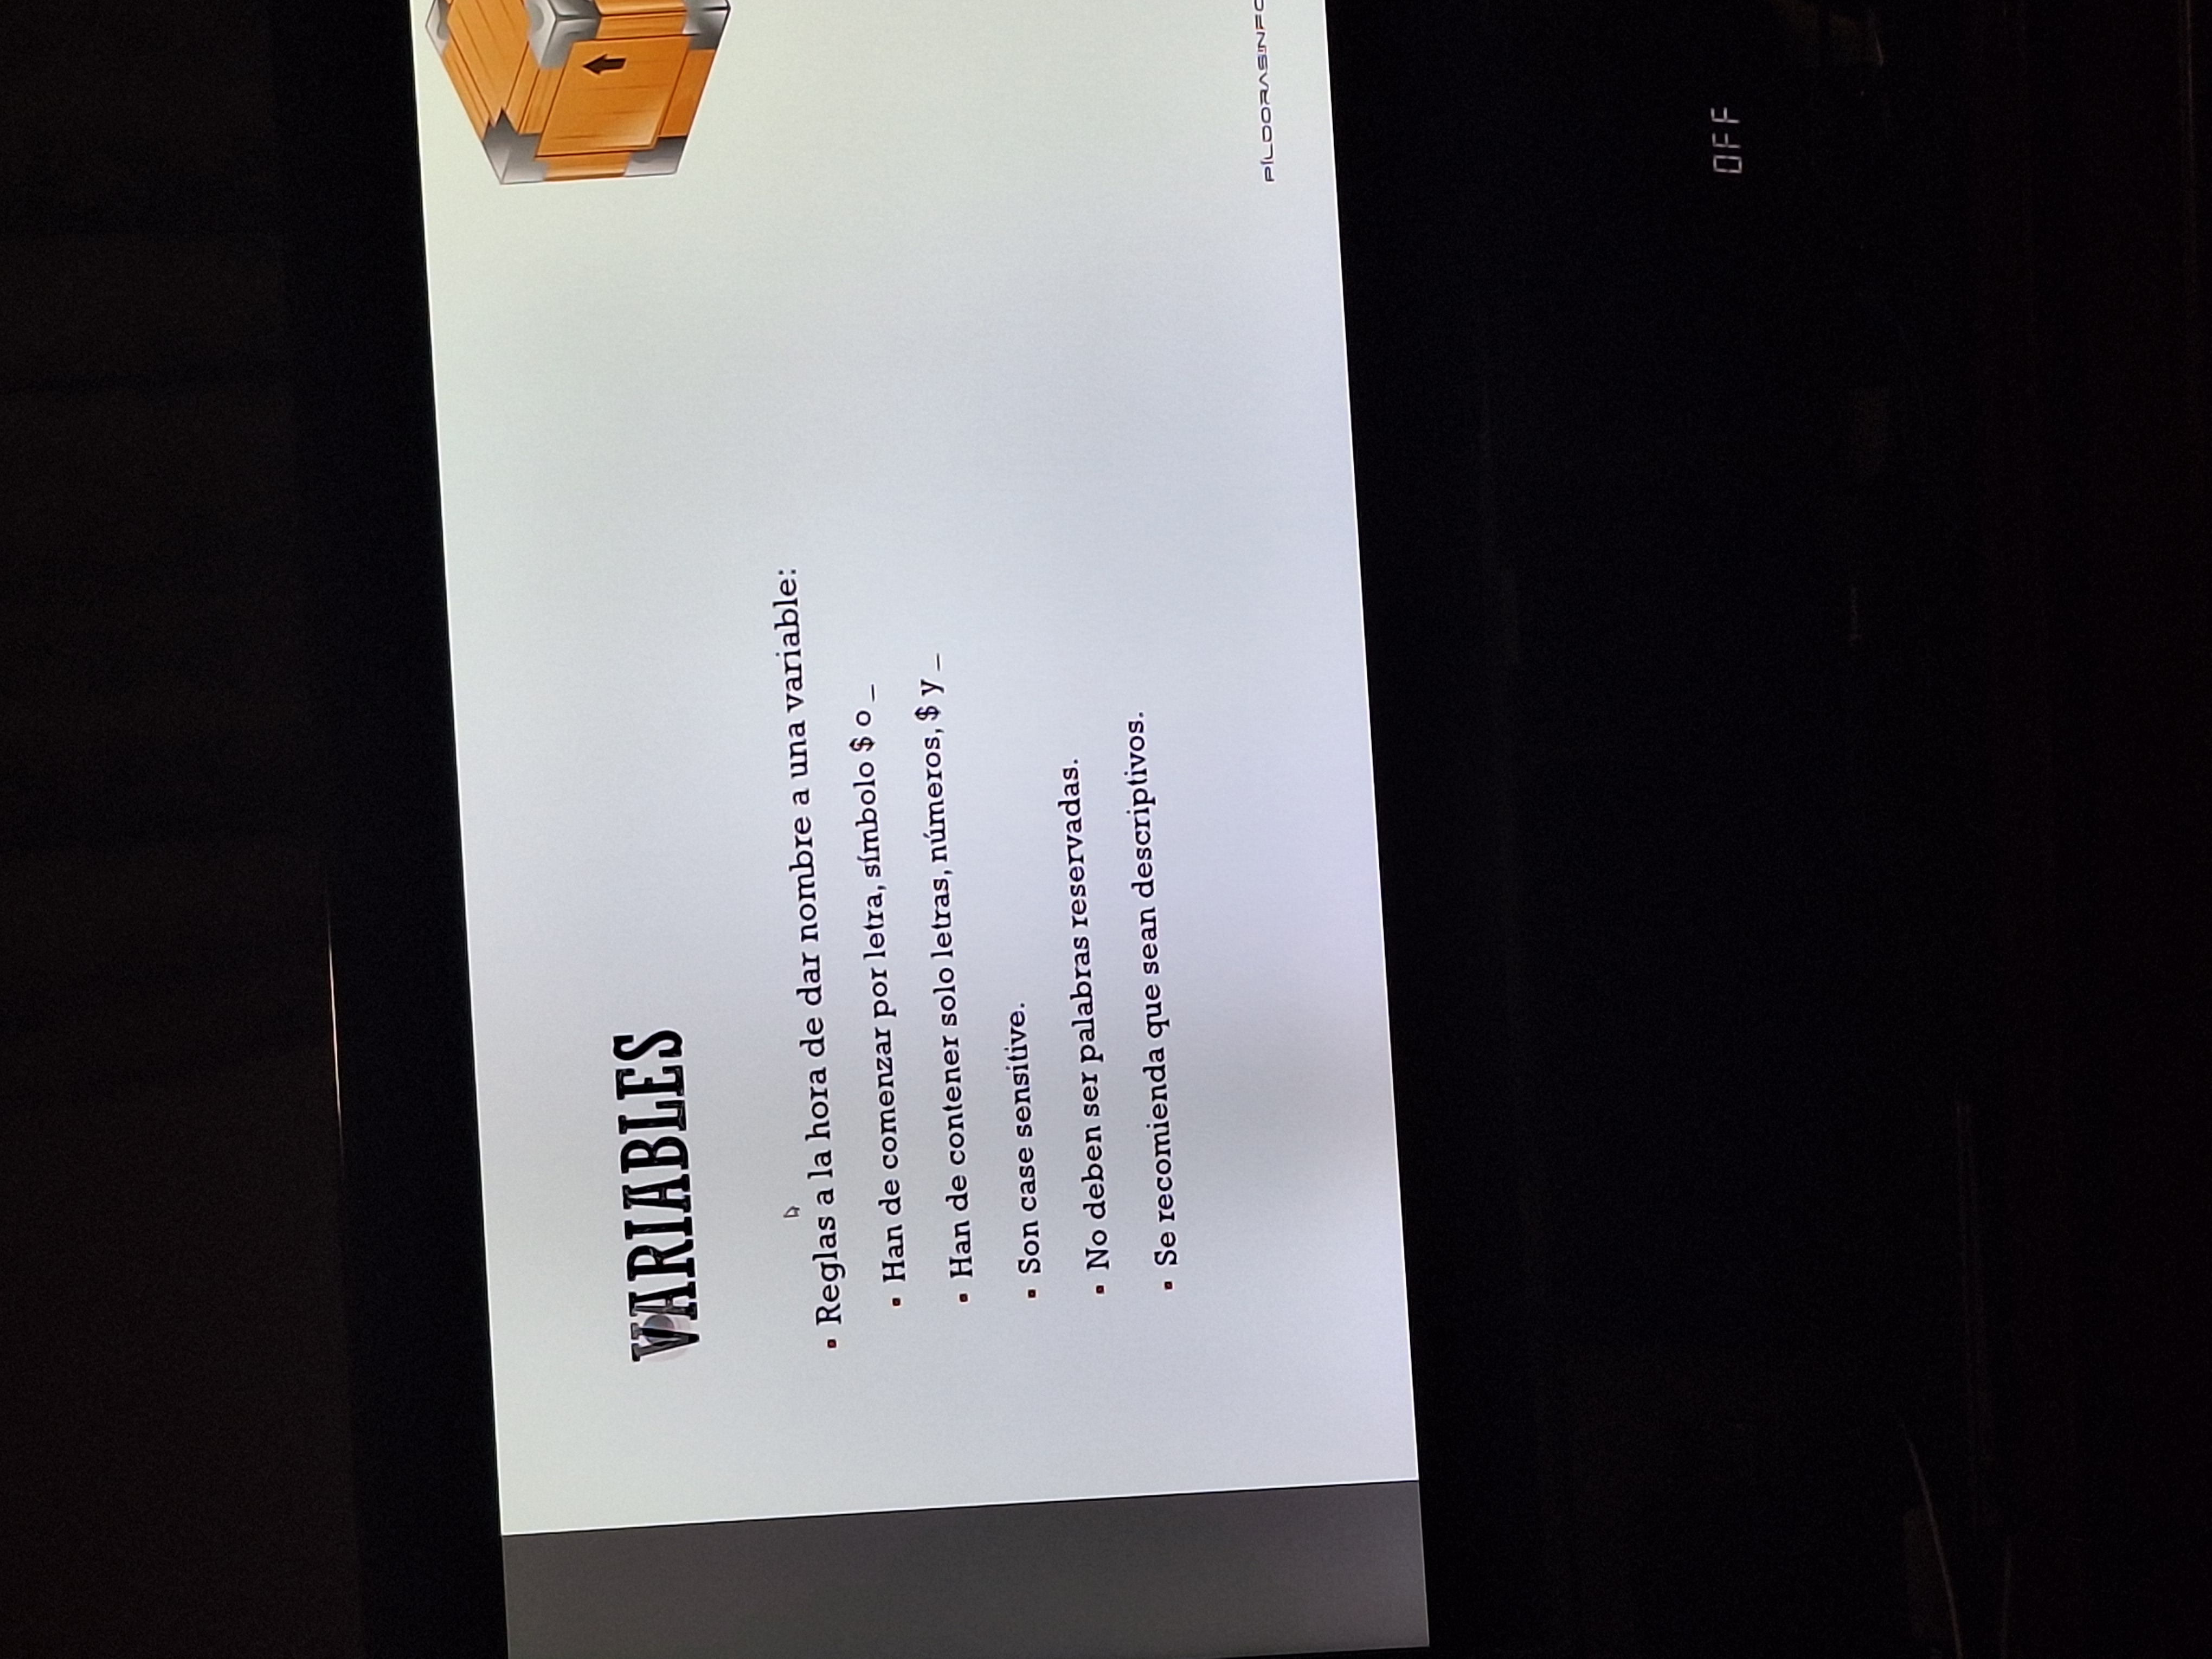 VARIABLES
Reglas a la hora de dar nombre a una variable:
Han de comenzar por letra, símbolo $ o _
Han de contener solo letras, números, $ y _
Son case sensitive.
No deben ser palabras reservadas.
Se recomienda que sean descriptivos.
PÍLDORASINFO
OFF